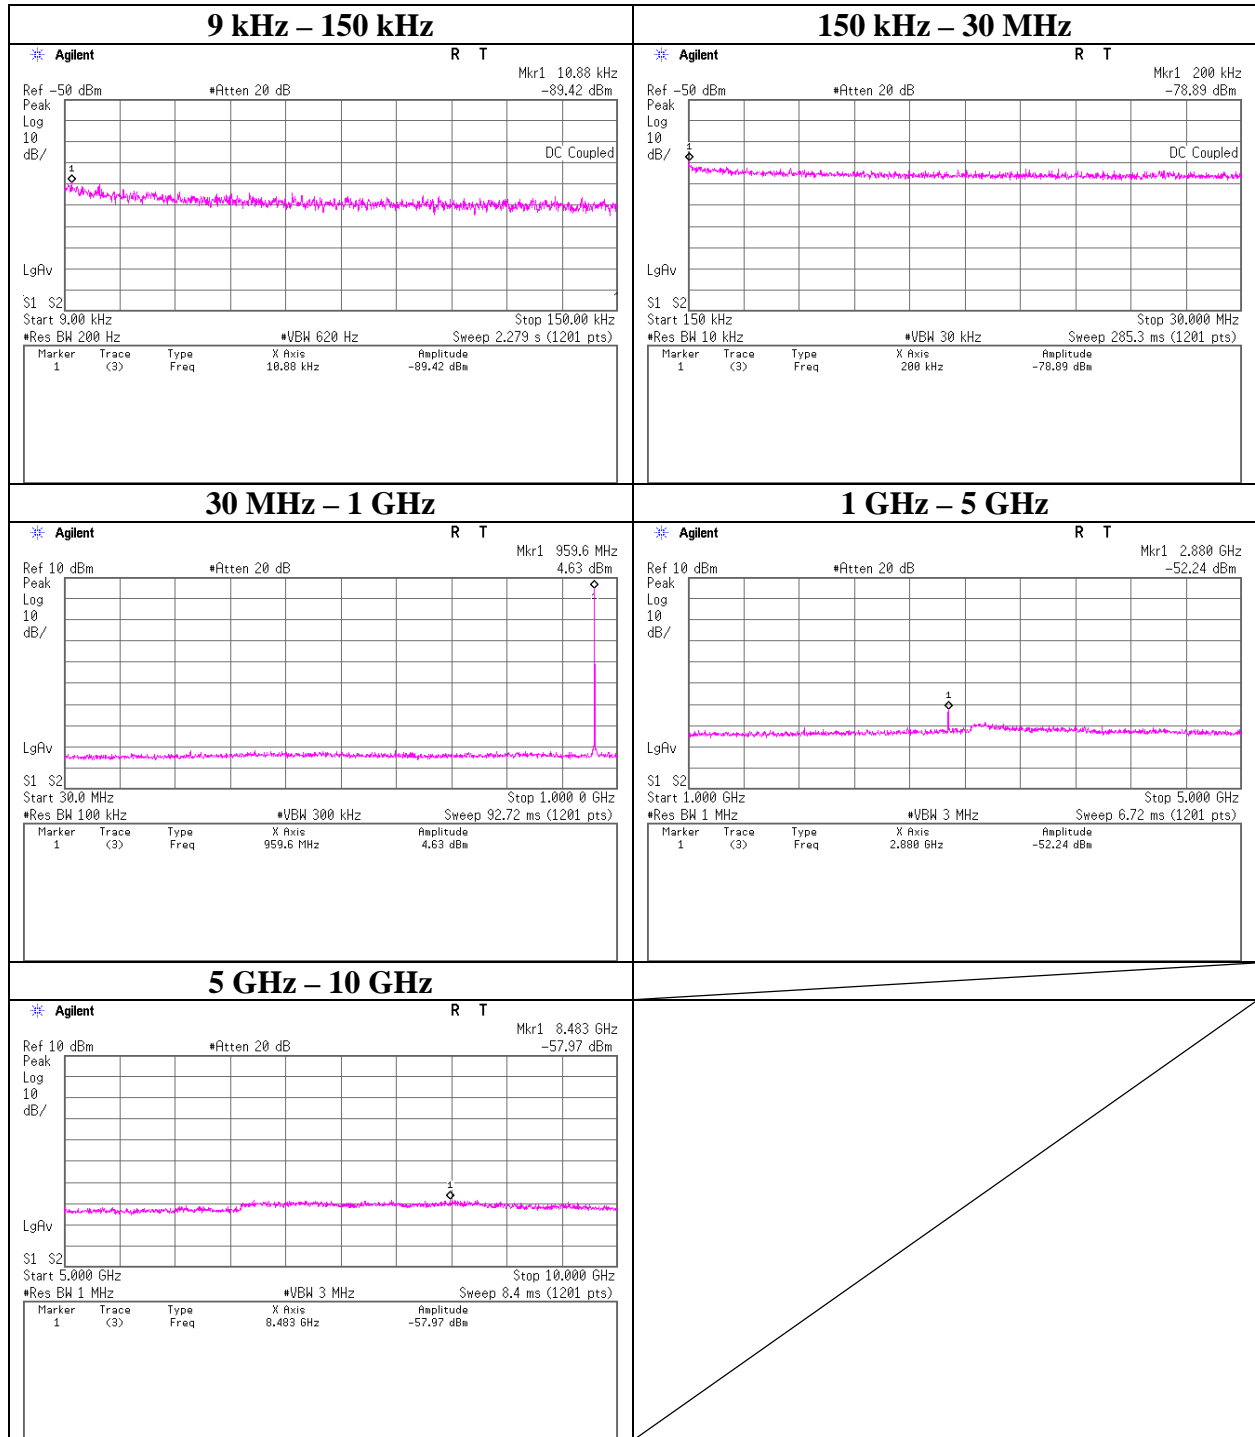 9 kHz – 150 kHz
Agilent R T
Mkr1 10.88 kHz
Ref -50 dBm #Atten 20 dB -89.42 dBm
Peak
Log
10
dB/
DC Coupled
1
LgAv
S1 S2
Start 9.00 kHz Stop 150.00 kHz
#Res BW 200 Hz #VBW 620 Hz Sweep 2.279 s (1201 pts)
Marker Trace Type X Axis Amplitude
1 (3) Freq 10.88 kHz -89.42 dBm
150 kHz – 30 MHz
Agilent R T
Mkr1 200 kHz
Ref -50 dBm #Atten 20 dB -78.89 dBm
Peak
Log
10
dB/
DC Coupled
1
LgAv
S1 S2
Start 150 kHz Stop 30.000 MHz
#Res BW 10 kHz #VBW 30 kHz Sweep 285.3 ms (1201 pts)
Marker Trace Type X Axis Amplitude
1 (3) Freq 200 kHz -78.89 dBm
30 MHz – 1 GHz
Agilent R T
Mkr1 959.6 MHz
Ref 10 dBm #Atten 20 dB 4.63 dBm
Peak
Log
10
dB/
1
LgAv
S1 S2
Start 30.0 MHz Stop 1.000 0 GHz
#Res BW 100 kHz #VBW 300 kHz Sweep 92.72 ms (1201 pts)
Marker Trace Type X Axis Amplitude
1 (3) Freq 959.6 MHz 4.63 dBm
1 GHz – 5 GHz
Agilent R T
Mkr1 2.880 GHz
Ref 10 dBm #Atten 20 dB -52.24 dBm
Peak
Log
10
dB/
1
LgAv
S1 S2
Start 1.000 GHz Stop 5.000 GHz
#Res BW 1 MHz #VBW 3 MHz Sweep 6.72 ms (1201 pts)
Marker Trace Type X Axis Amplitude
1 (3) Freq 2.880 GHz -52.24 dBm
5 GHz – 10 GHz
Agilent R T
Mkr1 8.483 GHz
Ref 10 dBm #Atten 20 dB -57.97 dBm
Peak
Log
10
dB/
1
LgAv
S1 S2
Start 5.000 GHz Stop 10.000 GHz
#Res BW 1 MHz #VBW 3 MHz Sweep 8.4 ms (1201 pts)
Marker Trace Type X Axis Amplitude
1 (3) Freq 8.483 GHz -57.97 dBm